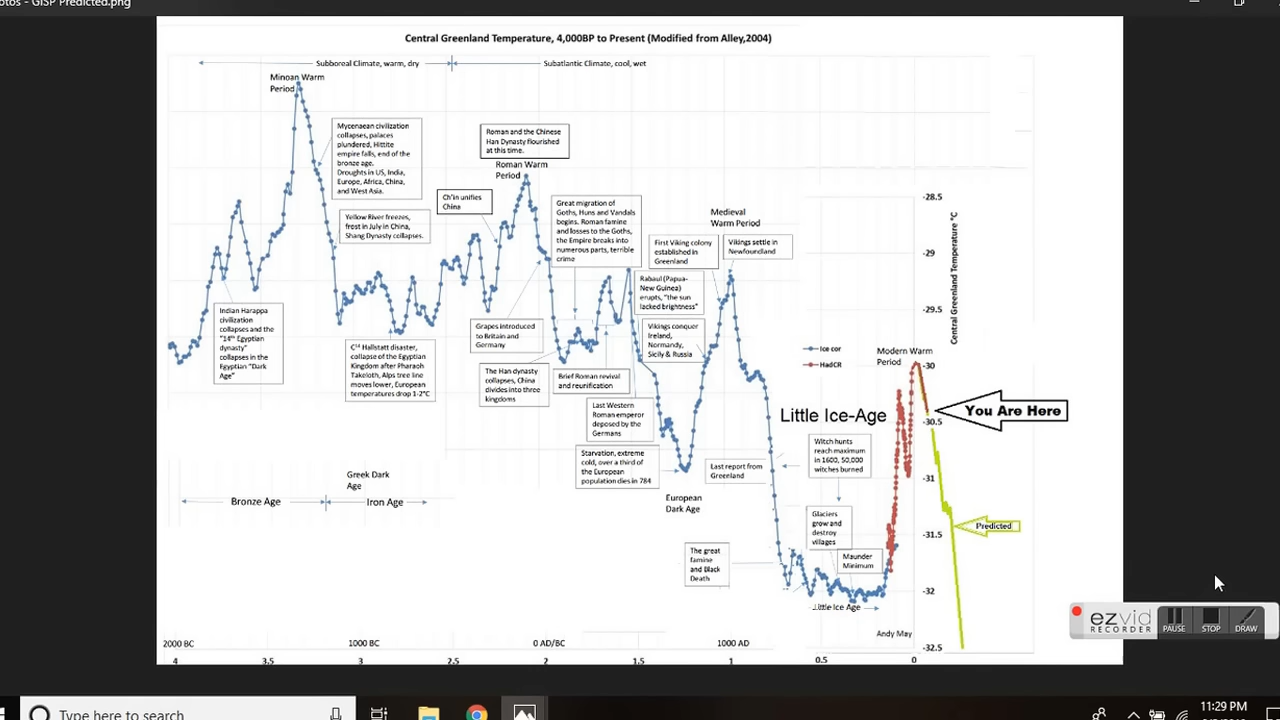 otos - GISP Predicted.png
Central Greenland Temperature, 4,000BP to Present (Modified from Alley,2004)
Subboreal Climate, warm, dry
Subatlantic Climate, cool, wet
Minoan Warm
Period
Mycenaean civilization
collapses, palaces
plundered, Hittite
empire falls, end of the
bronze age.
Droughts in US, India,
Europe, Africa, China,
and West Asia.
Roman and the Chinese
Han Dynasty flourished
at this time.
Roman Warm
Period
Ch'in unifies
China
Yellow River freezes,
frost in July in China,
Shang Dynasty collapses.
Great migration of
Goths, Huns and Vandals
begins. Roman famine
and losses to the Goths,
the Empire breaks into
numerous parts, terrible
crime
Medieval
Warm Period
First Viking colony
established in
Greenland
Vikings settle in
Newfoundland
Rabaul (Papua-
New Guinea)
erupts, "the sun
lacked brightness"
Indian Harappa
civilization
collapses and the
"14th Egyptian
dynasty"
collapses in the
Egyptian "Dark
Age"
C14 Hallstatt disaster,
collapse of the Egyptian
Kingdom after Pharaoh
Takeloth, Alps tree line
moves lower, European
temperatures drop 1-2°C
Grapes introduced
to Britain and
Germany
Vikings conquer
Ireland,
Normandy,
Sicily & Russia
The Han dynasty
collapses, China
divides into three
kingdoms
Brief Roman revival
and reunification
Last Western
Roman emperor
deposed by the
Germans
Starvation, extreme
cold, over a third of
the European
population dies in 784
European
Dark Age
Last report from
Greenland
The great
famine
and Black
Death
Ice cor
HadCR
Modern Warm
Period
Little Ice-Age
You Are Here
Witch hunts
reach maximum
in 1600, 50,000
witches burned
Glaciers
grow and
destroy
villages
Maunder
Minimum
Little Ice Age
Predicted
Greek Dark
Age
Bronze Age
Iron Age
-28.5
-29
-29.5
-30
-30.5
-31
-31.5
-32
-32.5
Central Greenland Temperature °C
Andy May
2000 BC
1000 BC
0 AD/BC
1000 AD
4
3.5
3
2.5
2
1.5
1
0.5
0
ezvid
RECORDER
PAUSE
STOP
DRAW
Type here to search
11:29 PM